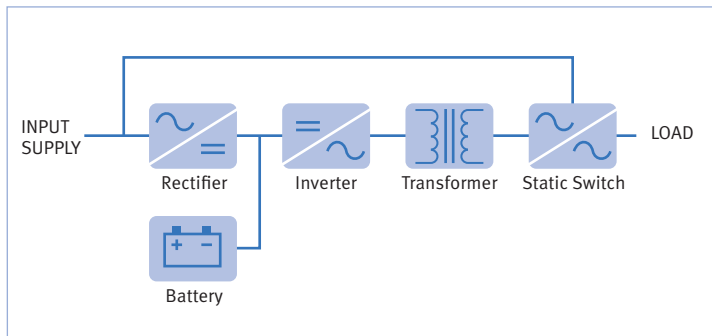 INPUT
SUPPLY
LOAD
Rectifier
Inverter
Transformer
Static Switch
+ –
Battery